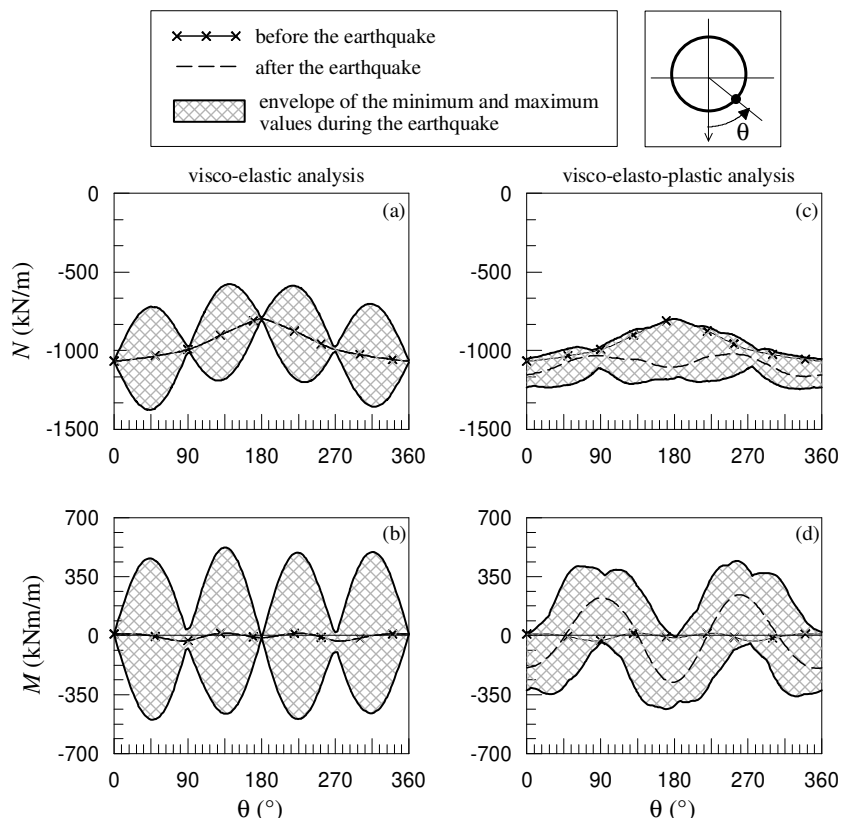 before the earthquake
after the earthquake
envelope of the minimum and maximum
values during the earthquake
θ
visco-elastic analysis
visco-elasto-plastic analysis
(a)
(c)
N (kN/m)
0
-500
-1000
-1500
0 90 180 270 360
0
-500
-1000
-1500
0 90 180 270 360
(b)
(d)
M (kNm/m)
700
350
0
-350
-700
0 90 180 270 360
θ (°)
700
350
0
-350
-700
0 90 180 270 360
θ (°)